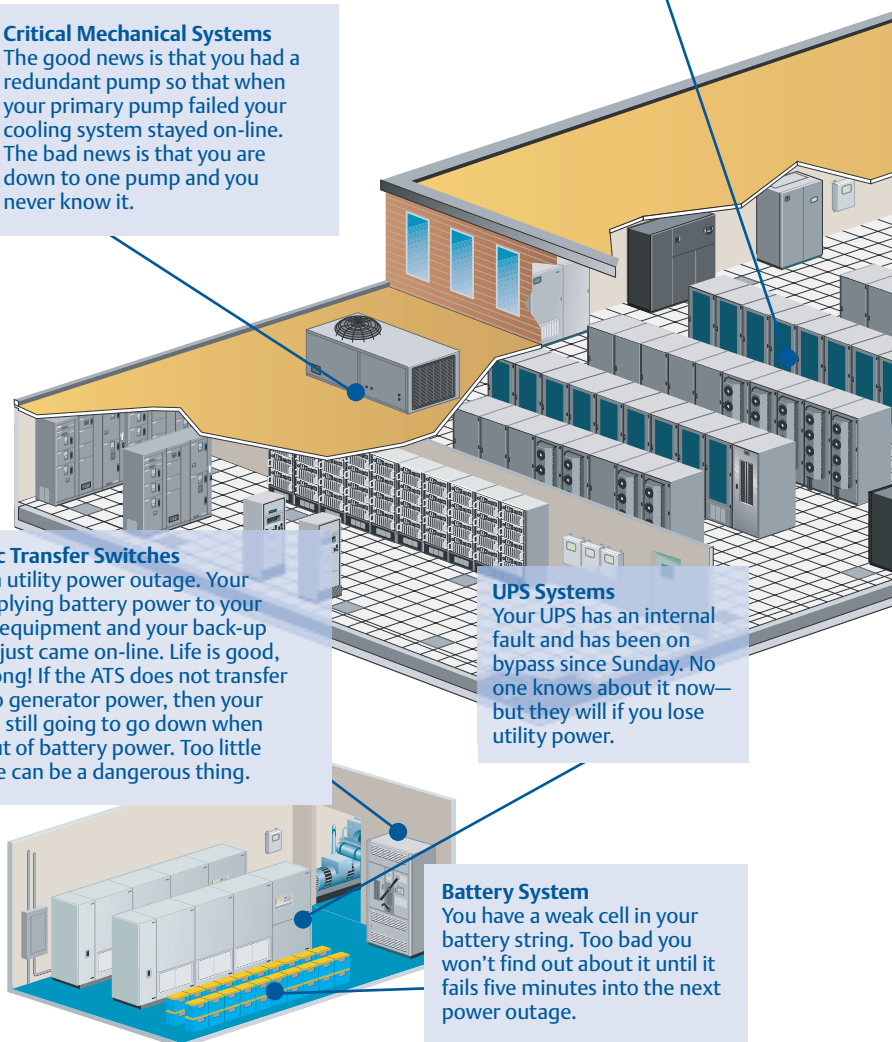 Critical Mechanical Systems
The good news is that you had a
redundant pump so that when
your primary pump failed your
cooling system stayed on-line.
The bad news is that you are
down to one pump and you
never know it.
c Transfer Switches
utility power outage. Your
plying battery power to your
equipment and your back-up
just came on-line. Life is good,
ong! If the ATS does not transfer
o generator power, then your
still going to go down when
ut of battery power. Too little
e can be a dangerous thing.
UPS Systems
Your UPS has an internal
fault and has been on
bypass since Sunday. No
one knows about it now—
but they will if you lose
utility power.
Battery System
You have a weak cell in your
battery string. Too bad you
won’t find out about it until it
fails five minutes into the next
power outage.